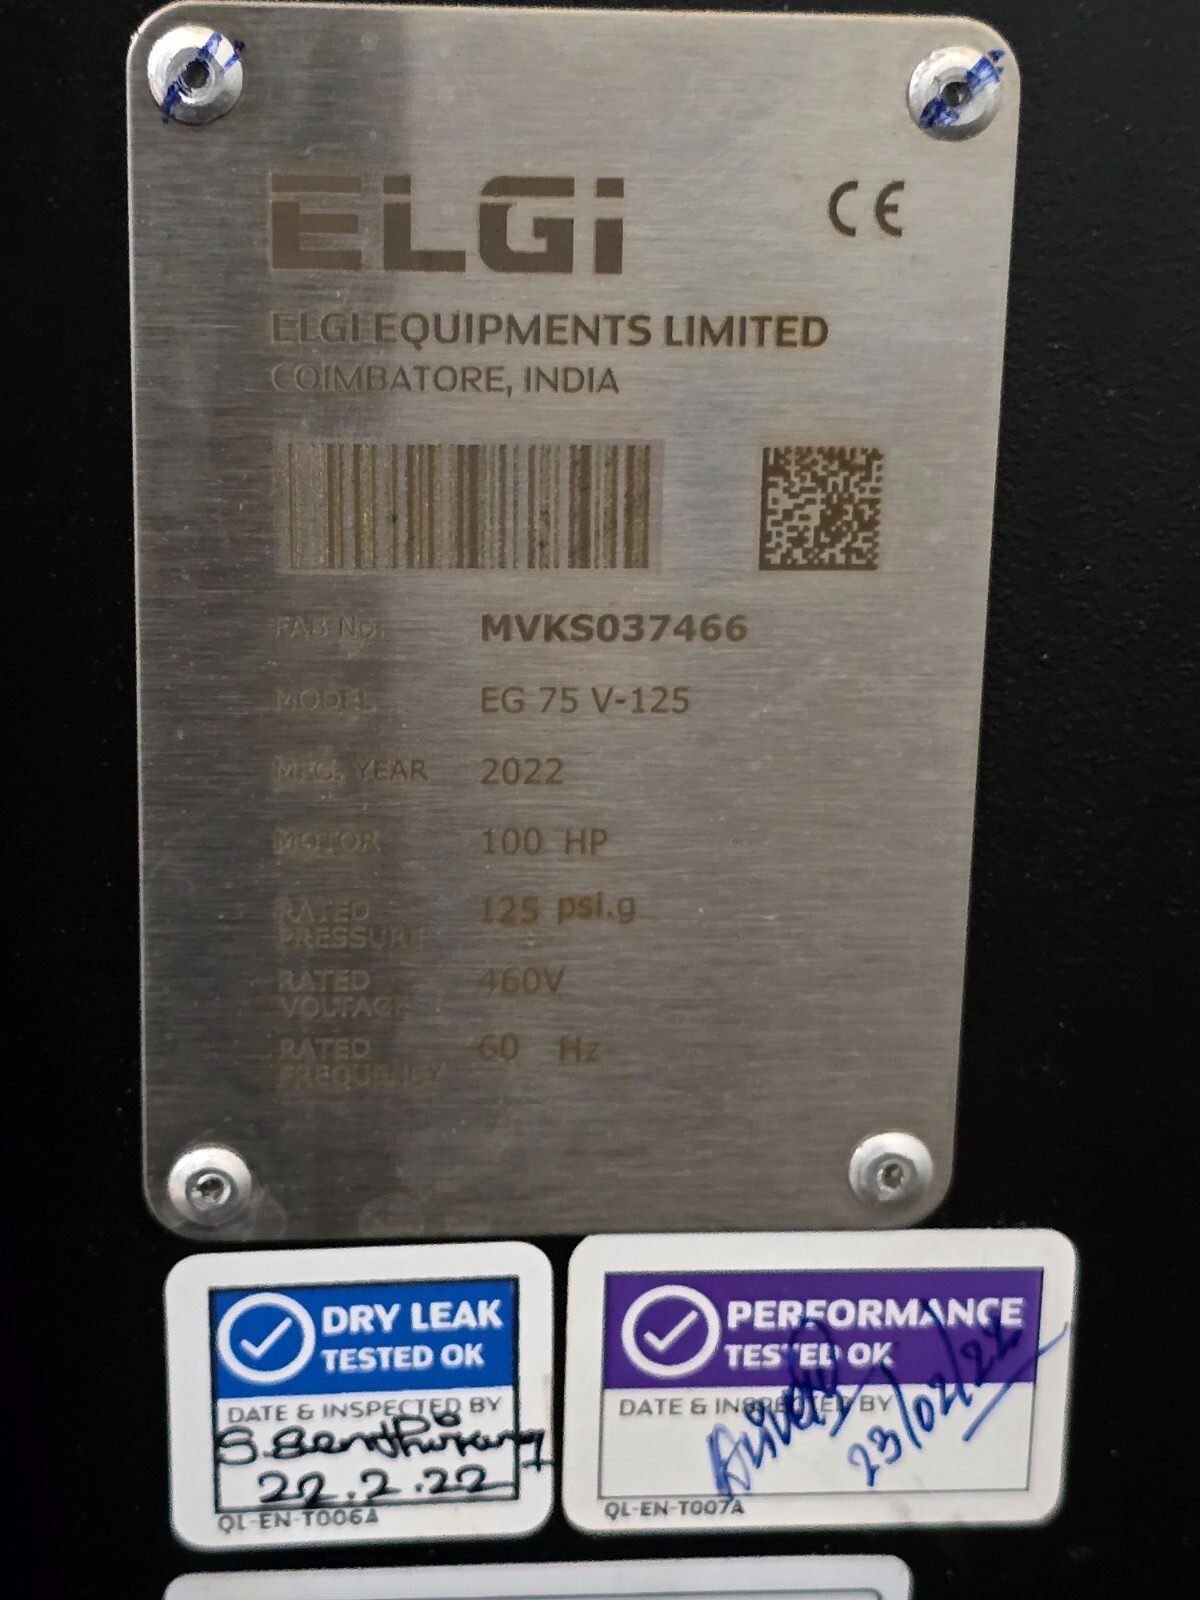 ELGi
CE
ELGI EQUIPMENTS LIMITED
COIMBATORE, INDIA
FAB No. MVKS037466
MODEL EG 75 V-125
MFG. YEAR 2022
MOTOR 100 HP
RATED PRESSURE 125 psi.g
RATED VOLTAGE 460V
RATED FREQUENCY 60 Hz
DRY LEAK
TESTED OK
DATE & INSPECTED BY
22.2.22
QL-EN-T006A
PERFORMANCE
TESTED OK
DATE & INSPECTED BY
23/02/22
QL-EN-T007A